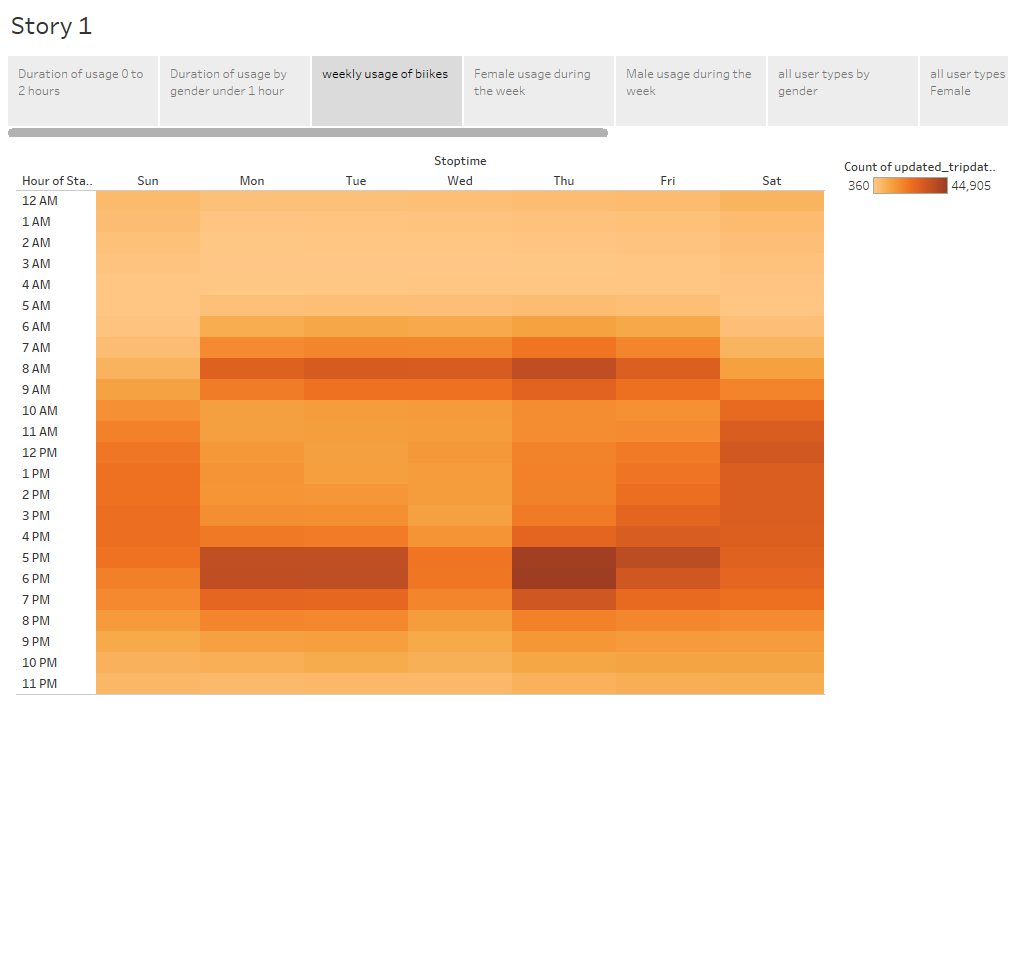 Story 1
Duration of usage 0 to
2 hours
Duration of usage by
gender under 1 hour
weekly usage of biikes
Female usage during
the week
Male usage during the
week
all user types by
gender
all user types
Female
Stoptime
Hour of Sta.. Sun Mon Tue Wed Thu Fri Sat
12 AM
1 AM
2 AM
3 AM
4 AM
5 AM
6 AM
7 AM
8 AM
9 AM
10 AM
11 AM
12 PM
1 PM
2 PM
3 PM
4 PM
5 PM
6 PM
7 PM
8 PM
9 PM
10 PM
11 PM
Count of updated_tripdat..
360 44,905